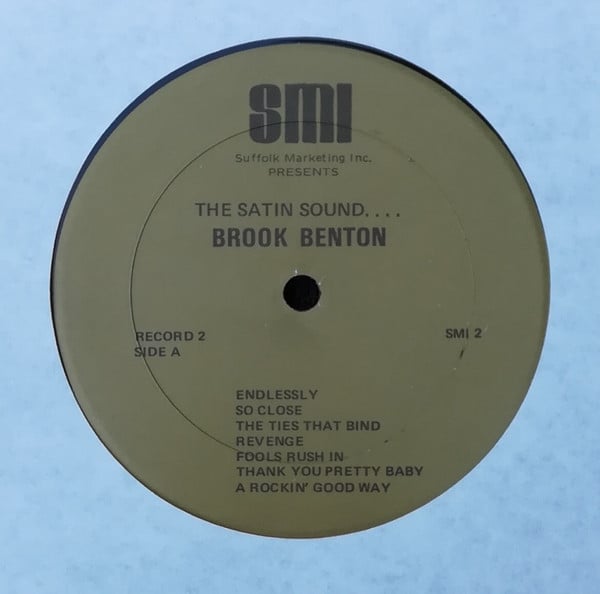 SMI
Suffolk Marketing Inc.
PRESENTS
THE SATIN SOUND....
BROOK BENTON
RECORD 2
SIDE A
SMI 2
ENDLESSLY
SO CLOSE
THE TIES THAT BIND
REVENGE
FOOLS RUSH IN
THANK YOU PRETTY BABY
A ROCKIN' GOOD WAY